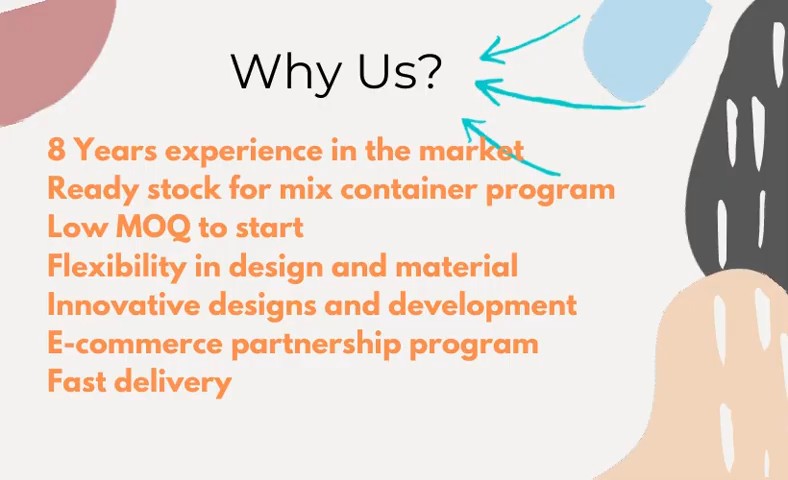 Why Us?
8 Years experience in the market
Ready stock for mix container program
Low MOQ to start
Flexibility in design and material
Innovative designs and development
E-commerce partnership program
Fast delivery